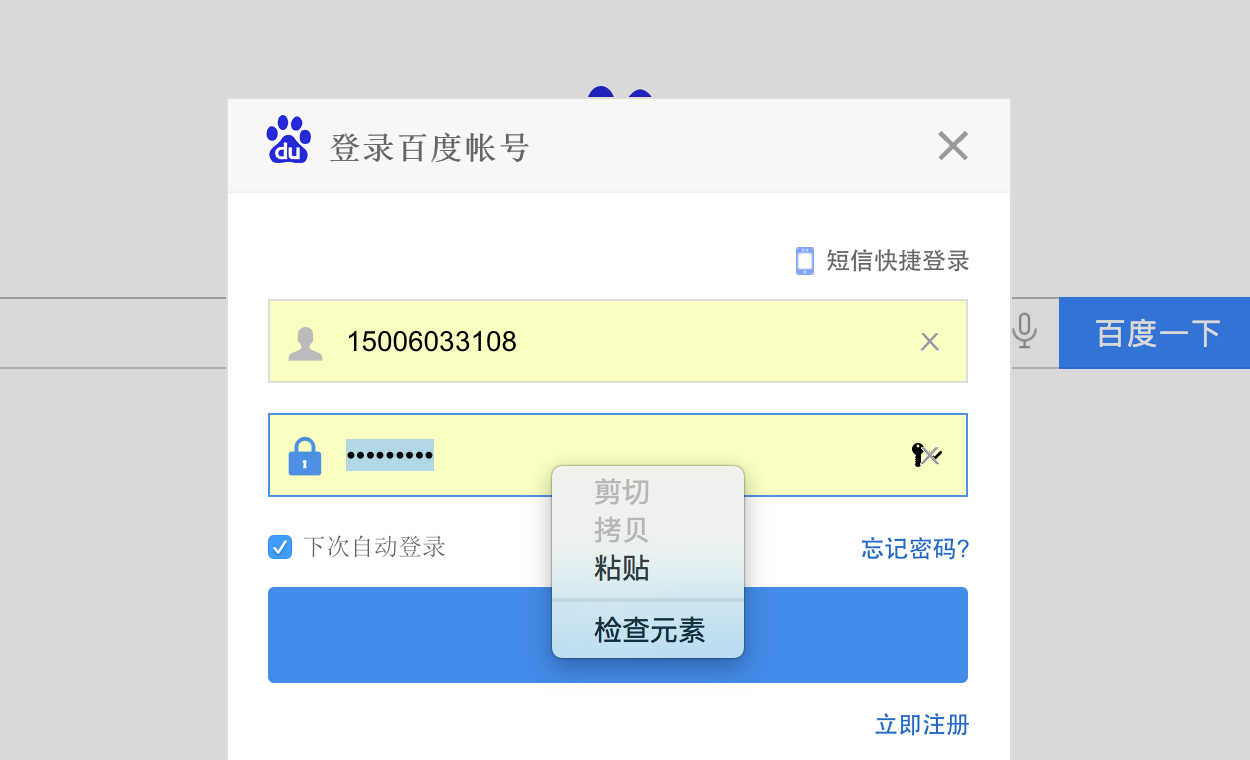 du 登录百度帐号
短信快捷登录
15006033108
百度一下
•••••••••
剪切
拷贝
粘贴
检查元素
下次自动登录
忘记密码?
立即注册